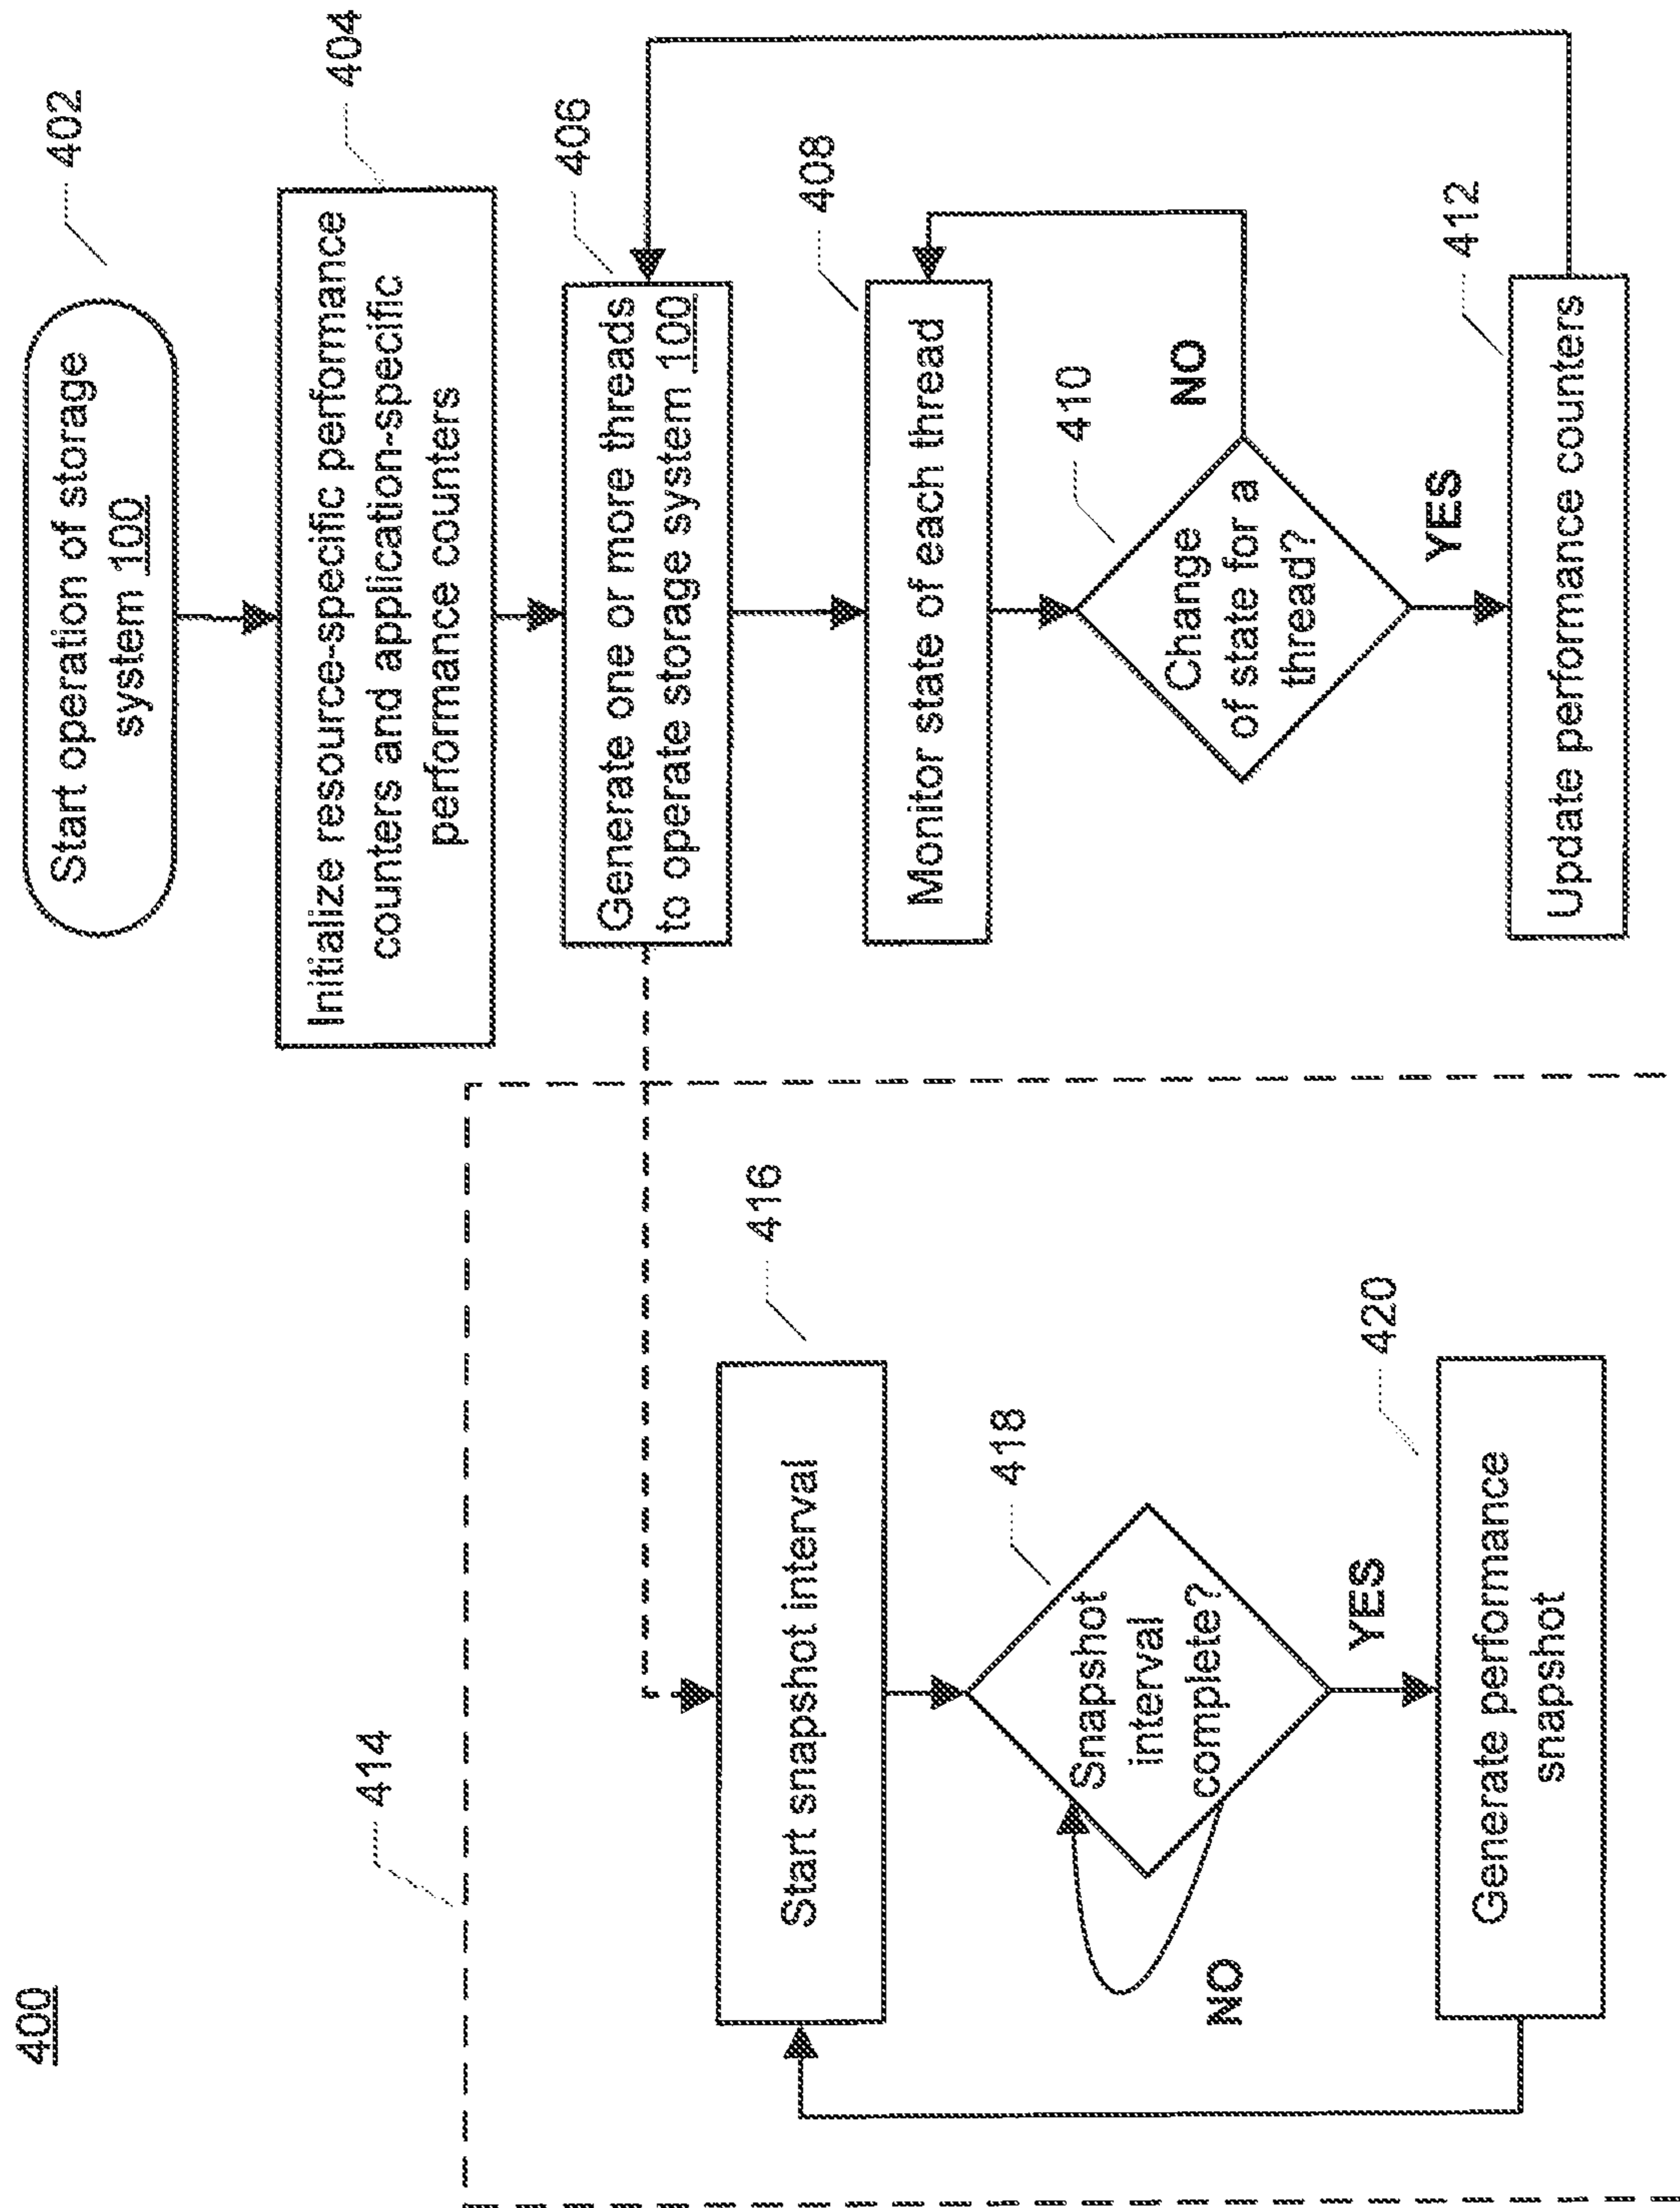 400
402
Start operation of storage
system 100
404
Initialize resource-specific performance
counters and application-specific
performance counters
406
Generate one or more threads
to operate storage system 100
408
Monitor state of each thread
410
Change
of state for a
thread?
NO
YES
412
Update performance counters
414
416
Start snapshot interval
418
Snapshot
interval
complete?
NO
YES
420
Generate performance
snapshot